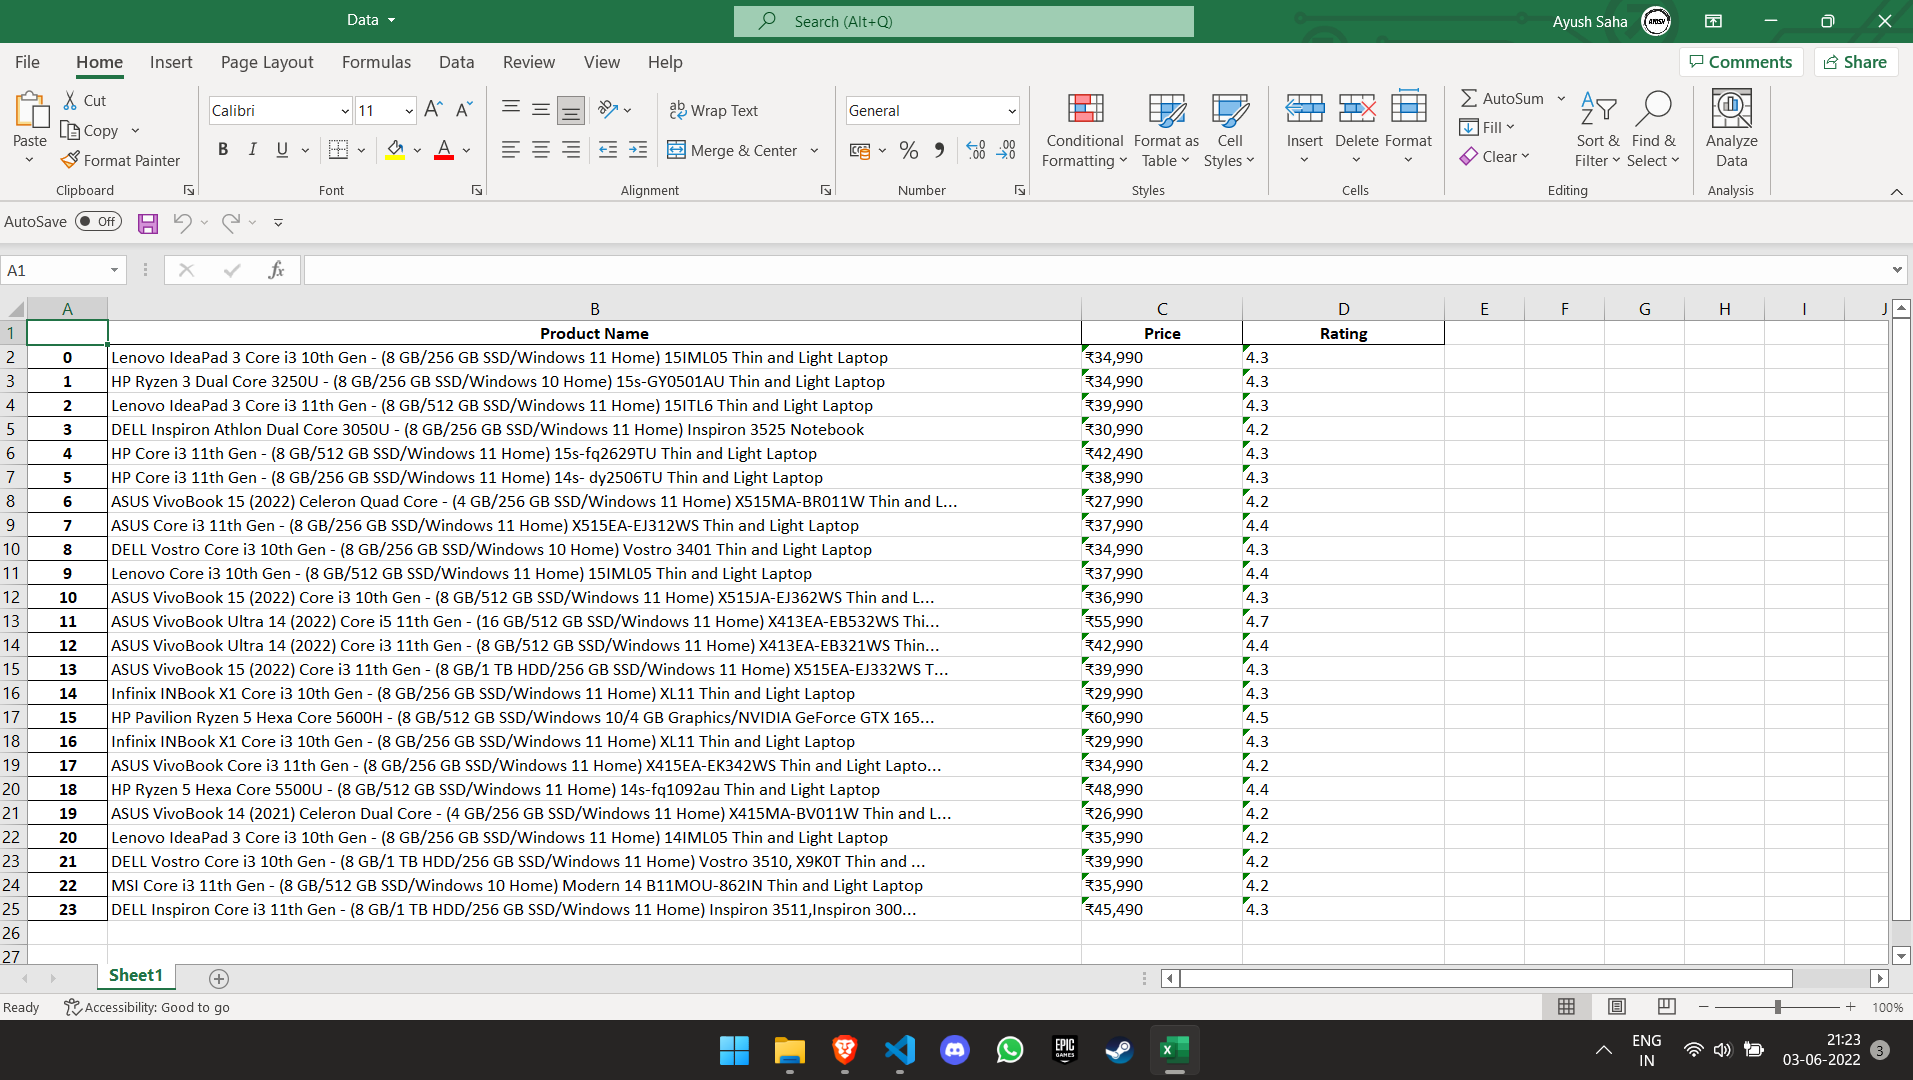 Data
Search (Alt+Q)
Ayush Saha
File Home Insert Page Layout Formulas Data Review View Help
Comments Share
Paste Cut Copy Format Painter
Calibri 11
Wrap Text
Merge & Center
General
Conditional Formatting Format as Table Cell Styles
Insert Delete Format
AutoSum Fill Clear
Sort & Filter Find & Select
Analyze Data
Clipboard Font Alignment Number Styles Cells Editing Analysis
AutoSave Off
A1 fx
A B C D E F G H I J
1 Product Name Price Rating
2 0 Lenovo IdeaPad 3 Core i3 10th Gen - (8 GB/256 GB SSD/Windows 11 Home) 15IML05 Thin and Light Laptop ₹34,990 4.3
3 1 HP Ryzen 3 Dual Core 3250U - (8 GB/256 GB SSD/Windows 10 Home) 15s-GY0501AU Thin and Light Laptop ₹34,990 4.3
4 2 Lenovo IdeaPad 3 Core i3 11th Gen - (8 GB/512 GB SSD/Windows 11 Home) 15ITL6 Thin and Light Laptop ₹39,990 4.3
5 3 DELL Inspiron Athlon Dual Core 3050U - (8 GB/256 GB SSD/Windows 11 Home) Inspiron 3525 Notebook ₹30,990 4.2
6 4 HP Core i3 11th Gen - (8 GB/512 GB SSD/Windows 11 Home) 15s-fq2629TU Thin and Light Laptop ₹42,490 4.3
7 5 HP Core i3 11th Gen - (8 GB/256 GB SSD/Windows 11 Home) 14s- dy2506TU Thin and Light Laptop ₹38,990 4.3
8 6 ASUS VivoBook 15 (2022) Celeron Quad Core - (4 GB/256 GB SSD/Windows 11 Home) X515MA-BR011W Thin and L... ₹27,990 4.2
9 7 ASUS Core i3 11th Gen - (8 GB/256 GB SSD/Windows 11 Home) X515EA-EJ312WS Thin and Light Laptop ₹37,990 4.4
10 8 DELL Vostro Core i3 10th Gen - (8 GB/256 GB SSD/Windows 10 Home) Vostro 3401 Thin and Light Laptop ₹34,990 4.3
11 9 Lenovo Core i3 10th Gen - (8 GB/512 GB SSD/Windows 11 Home) 15IML05 Thin and Light Laptop ₹37,990 4.4
12 10 ASUS VivoBook 15 (2022) Core i3 10th Gen - (8 GB/512 GB SSD/Windows 11 Home) X515JA-EJ362WS Thin and L... ₹36,990 4.3
13 11 ASUS VivoBook Ultra 14 (2022) Core i5 11th Gen - (16 GB/512 GB SSD/Windows 11 Home) X413EA-EB532WS Thi... ₹55,990 4.7
14 12 ASUS VivoBook Ultra 14 (2022) Core i3 11th Gen - (8 GB/512 GB SSD/Windows 11 Home) X413EA-EB321WS Thin... ₹42,990 4.4
15 13 ASUS VivoBook 15 (2022) Core i3 11th Gen - (8 GB/1 TB HDD/256 GB SSD/Windows 11 Home) X515EA-EJ332WS T... ₹39,990 4.3
16 14 Infinix INBook X1 Core i3 10th Gen - (8 GB/256 GB SSD/Windows 11 Home) XL11 Thin and Light Laptop ₹29,990 4.3
17 15 HP Pavilion Ryzen 5 Hexa Core 5600H - (8 GB/512 GB SSD/Windows 10/4 GB Graphics/NVIDIA GeForce GTX 165... ₹60,990 4.5
18 16 Infinix INBook X1 Core i3 10th Gen - (8 GB/256 GB SSD/Windows 11 Home) XL11 Thin and Light Laptop ₹29,990 4.3
19 17 ASUS VivoBook Core i3 11th Gen - (8 GB/256 GB SSD/Windows 11 Home) X415EA-EK342WS Thin and Light Lapto... ₹34,990 4.2
20 18 HP Ryzen 5 Hexa Core 5500U - (8 GB/512 GB SSD/Windows 11 Home) 14s-fq1092au Thin and Light Laptop ₹48,990 4.4
21 19 ASUS VivoBook 14 (2021) Celeron Dual Core - (4 GB/256 GB SSD/Windows 11 Home) X415MA-BV011W Thin and L... ₹26,990 4.2
22 20 Lenovo IdeaPad 3 Core i3 10th Gen - (8 GB/256 GB SSD/Windows 11 Home) 14IML05 Thin and Light Laptop ₹35,990 4.2
23 21 DELL Vostro Core i3 10th Gen - (8 GB/1 TB HDD/256 GB SSD/Windows 11 Home) Vostro 3510, X9K0T Thin and ... ₹39,990 4.2
24 22 MSI Core i3 11th Gen - (8 GB/512 GB SSD/Windows 10 Home) Modern 14 B11MOU-862IN Thin and Light Laptop ₹35,990 4.2
25 23 DELL Inspiron Core i3 11th Gen - (8 GB/1 TB HDD/256 GB SSD/Windows 11 Home) Inspiron 3511,Inspiron 300... ₹45,490 4.3
26
27
Sheet1
Ready Accessibility: Good to go 100%
EPIC GAMES
ENG IN
21:23
03-06-2022 3